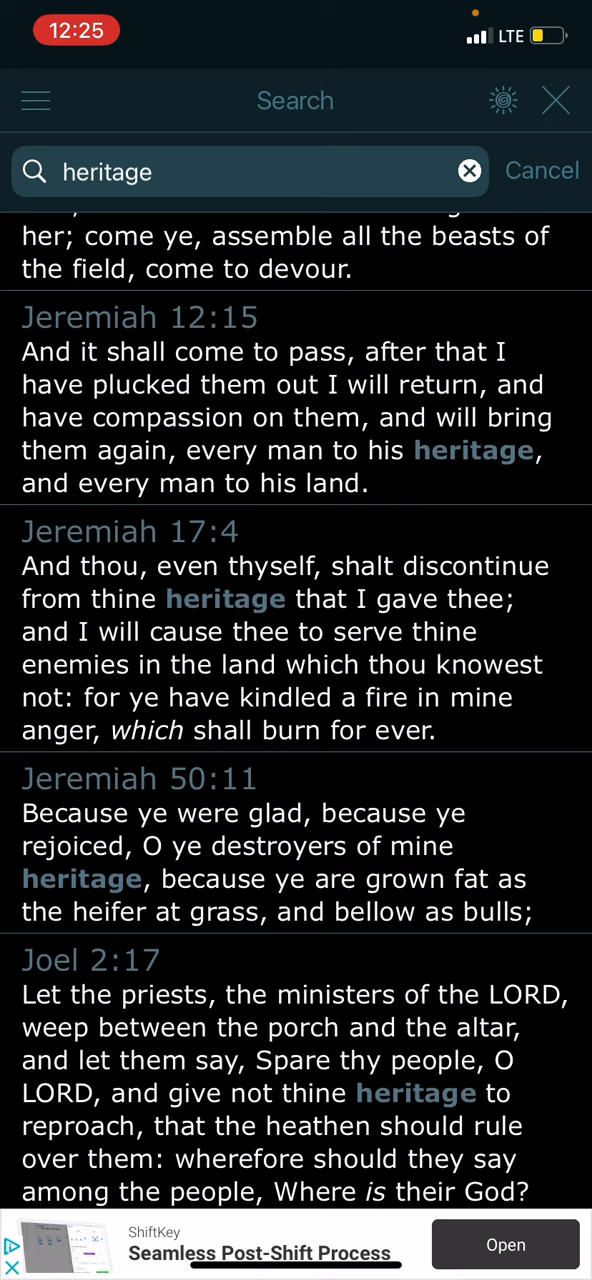 12:25
LTE
Search
heritage
Cancel
her; come ye, assemble all the beasts of
the field, come to devour.
Jeremiah 12:15
And it shall come to pass, after that I
have plucked them out I will return, and
have compassion on them, and will bring
them again, every man to his heritage,
and every man to his land.
Jeremiah 17:4
And thou, even thyself, shalt discontinue
from thine heritage that I gave thee;
and I will cause thee to serve thine
enemies in the land which thou knowest
not: for ye have kindled a fire in mine
anger, which shall burn for ever.
Jeremiah 50:11
Because ye were glad, because ye
rejoiced, O ye destroyers of mine
heritage, because ye are grown fat as
the heifer at grass, and bellow as bulls;
Joel 2:17
Let the priests, the ministers of the LORD,
weep between the porch and the altar,
and let them say, Spare thy people, O
LORD, and give not thine heritage to
reproach, that the heathen should rule
over them: wherefore should they say
among the people, Where is their God?
ShiftKey
Seamless Post-Shift Process
Open